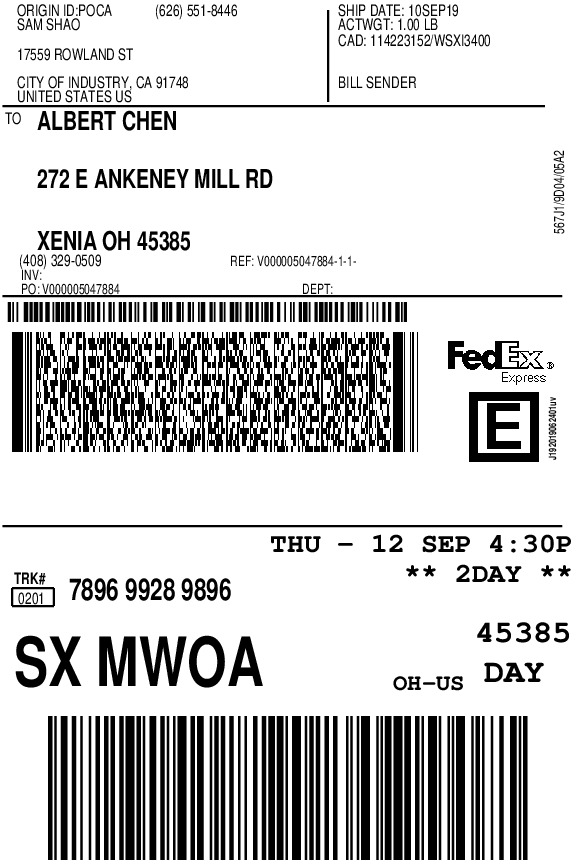 ORIGIN ID:POCA (626) 551-8446
SAM SHAO
17559 ROWLAND ST
CITY OF INDUSTRY, CA 91748
UNITED STATES US
SHIP DATE: 10SEP19
ACTWGT: 1.00 LB
CAD: 114223152/WSXI3400
BILL SENDER
TO ALBERT CHEN
272 E ANKENEY MILL RD
XENIA OH 45385
(408) 329-0509 REF: V000005047884-1-1-
INV:
PO: V000005047884 DEPT:
567J1/9D04/05A2
FedEx®
Express
E
J192019062401uv
THU - 12 SEP 4:30P
** 2DAY **
TRK#
0201
7896 9928 9896
45385
SX MWOA
OH-US DAY